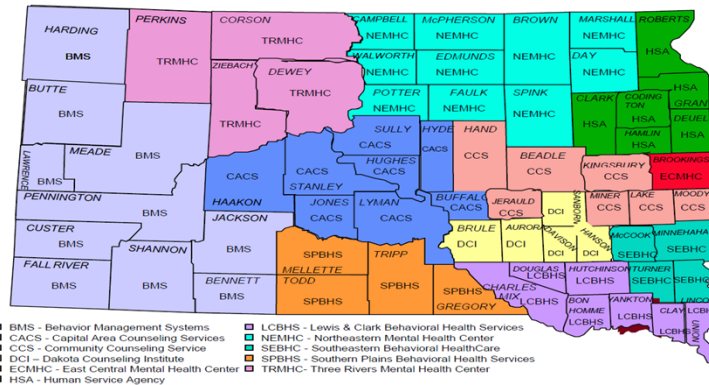 HARDING
BMS
PERKINS
TRMHC
CORSON
TRMHC
CAMPBELL
NEMHC
McPHERSON
NEMHC
BROWN
NEMHC
MARSHALL
NEMHC
ROBERTS
HSA
ZIEBACH
TRMHC
DEWEY
TRMHC
WALWORTH
NEMHC
EDMUNDS
NEMHC
DAY
NEMHC
BUTTE
BMS
POTTER
NEMHC
FAULK
NEMHC
SPINK
NEMHC
CLARK
HSA
CODING
TON
HSA
HSA
GRAN
DEUEL
HSA
HAMLIN
HSA
LAWRENCE
BMS
MEADE
BMS
SULLY
CACS
HYDE
CACS
HAND
CCS
BEADLE
CCS
KINGSBURY
CCS
BROOKINGS
ECMHC
CACS
HAAKON
CACS
STANLEY
HUGHES
CACS
PENNINGTON
BMS
JACKSON
BMS
JONES
CACS
LYMAN
CACS
BUFFALO
CACS
JERAULD
CCS
SANBORN
DCI
MINER
CCS
LAKE
CCS
MOODY
CCS
CUSTER
BMS
SHANNON
BMS
BRULE
DCI
AURORA
DCI
DAVISON
DCI
HANSON
DCI
McCOOK
SEBHC
MINNEHAHA
SEBHC
FALL RIVER
BMS
BENNETT
BMS
SPBHS
MELLETTE
TODD
SPBHS
TRIPP
SPBHS
SPBHS
GREGORY
CHARLES
MIX
LCBHS
DOUGLAS
LCBHS
HUTCHINSON
LCBHS
TURNER
SEBHC
LINCO
BON
HOMME
LCBHS
YANKTON
LCBHS
CLAY
LCBHS
UNION
BMS - Behavior Management Systems
CACS - Capital Area Counseling Services
CCS - Community Counseling Service
DCI – Dakota Counseling Institute
ECMHC - East Central Mental Health Center
HSA - Human Service Agency
LCBHS - Lewis & Clark Behavioral Health Services
NEMHC - Northeastern Mental Health Center
SEBHC - Southeastern Behavioral HealthCare
SPBHS - Southern Plains Behavioral Health Services
TRMHC- Three Rivers Mental Health Center